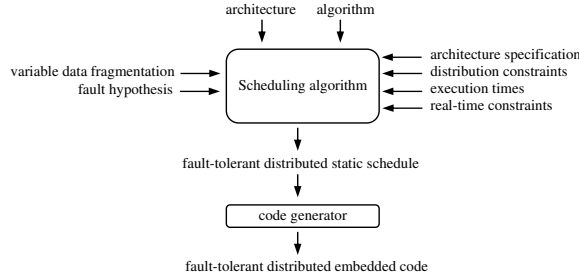 architecture algorithm
architecture specification
variable data fragmentation
distribution constraints
Scheduling algorithm
fault hypothesis
execution times
real-time constraints
fault-tolerant distributed static schedule
code generator
fault-tolerant distributed embedded code